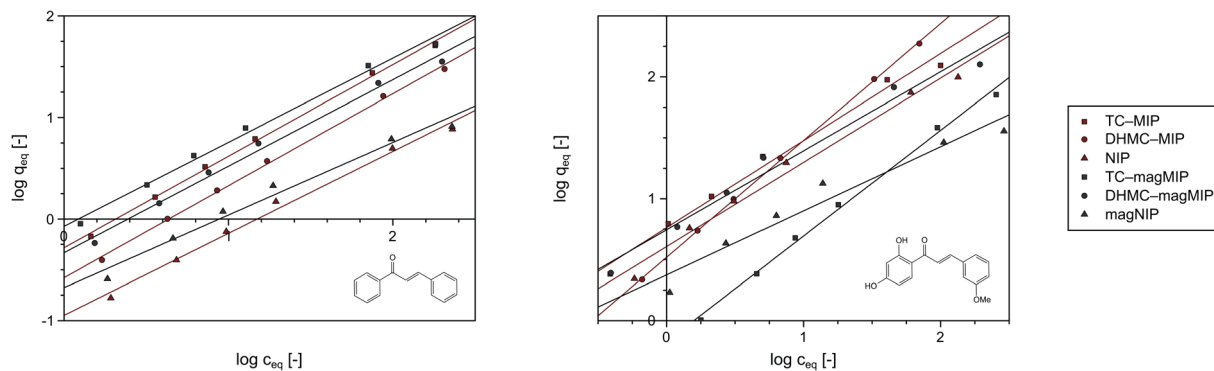 2
1
0
-1
0
1
2
log q_eq [-]
log c_eq [-]
O
2
1
0
0
1
2
log q_eq [-]
log c_eq [-]
OH
O
HO
OMe
TC–MIP
DHMC–MIP
NIP
TC–magMIP
DHMC–magMIP
magNIP